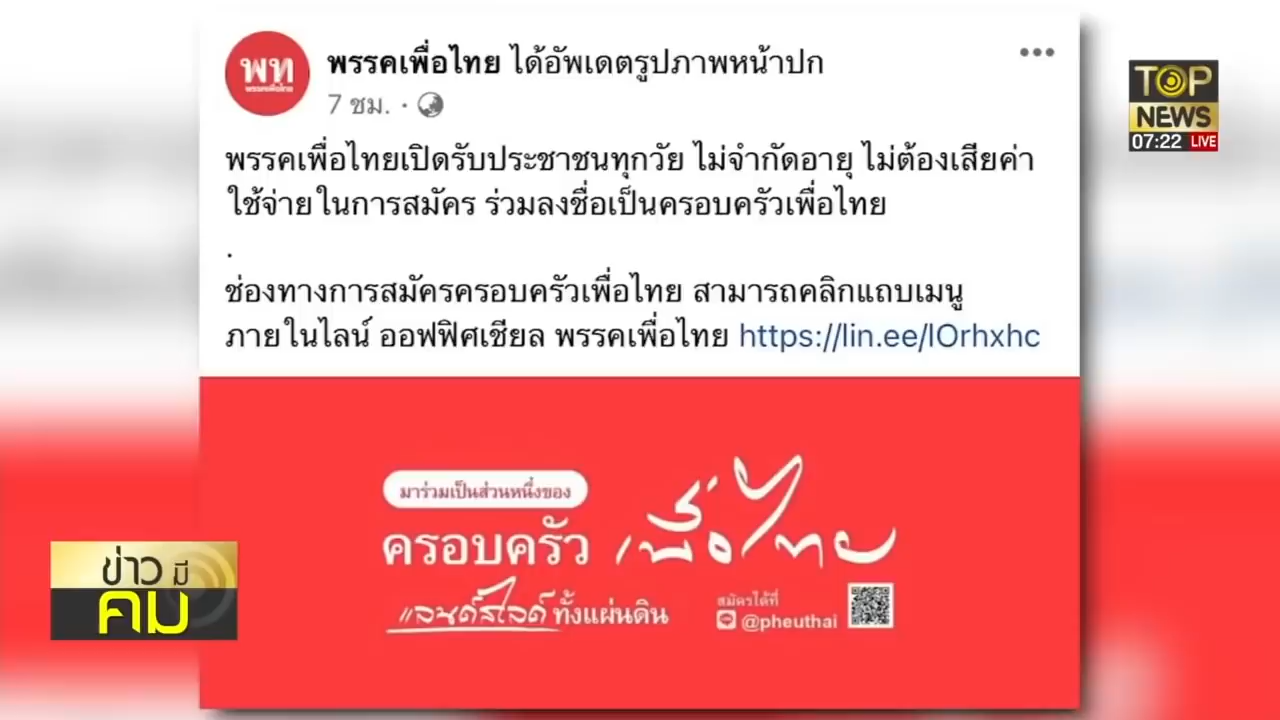 พท
พรรคเพื่อไทย
พรรคเพื่อไทย ได้อัพเดตรูปภาพหน้าปก
7 ชม. ·
TOP
NEWS
07:22 LIVE
พรรคเพื่อไทยเปิดรับประชาชนทุกวัย ไม่จำกัดอายุ ไม่ต้องเสียค่า
ใช้จ่ายในการสมัคร ร่วมลงชื่อเป็นครอบครัวเพื่อไทย
.
ช่องทางการสมัครครอบครัวเพื่อไทย สามารถคลิกแถบเมนู
ภายในไลน์ ออฟฟิศเชียล พรรคเพื่อไทย https://lin.ee/lOrhxhc
มาร่วมเป็นส่วนหนึ่งของ
ครอบครัว เพื่อไทย
แลนด์สไลด์ ทั้งแผ่นดิน
สมัครได้ที่
@pheuthai
ข่าวมี
คม